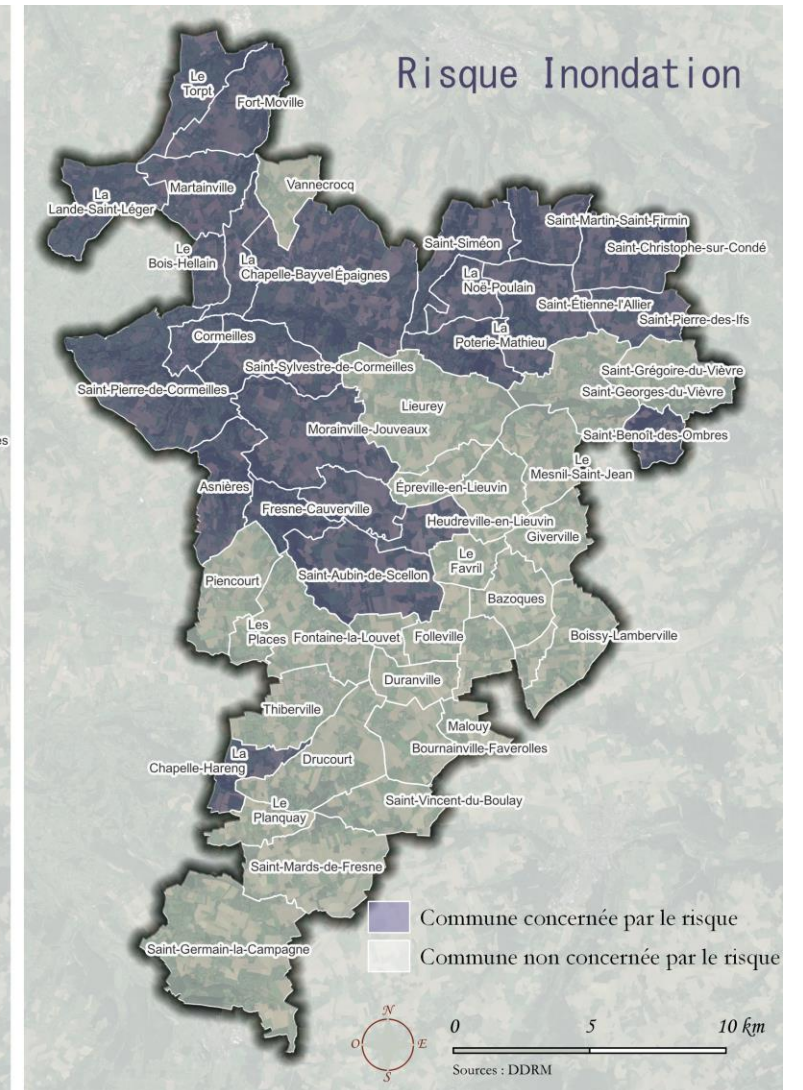 Risque Inondation
Le
Torpt
Fort-Moville
Vannecrocq
Martainville
La
Lande-Saint-Léger
Saint-Martin-Saint-Firmin
Saint-Siméon
Saint-Christophe-sur-Condé
Le
Bois-Hellain
La
Chapelle-Bayvel
Épaignes
La
Noë-Poulain
Saint-Étienne-l'Allier
Saint-Pierre-des-Ifs
Cormeilles
La
Poterie-Mathieu
Saint-Sylvestre-de-Cormeilles
Saint-Grégoire-du-Vièvre
Saint-Pierre-de-Cormeilles
Saint-Georges-du-Vièvre
Lieurey
Morainville-Jouveaux
Saint-Benoît-des-Ombres
es
Le
Mesnil-Saint-Jean
Asnières
Épreville-en-Lieuvin
Fresne-Cauverville
Heudreville-en-Lieuvin
Giverville
Le
Favril
Saint-Aubin-de-Scellon
Piencourt
Bazoques
Les
Places
Fontaine-la-Louvet
Folleville
Boissy-Lamberville
Duranville
Thiberville
Malouy
La
Chapelle-Hareng
Drucourt
Bournainville-Faverolles
Le
Planquay
Saint-Vincent-du-Boulay
Saint-Mards-de-Fresne
Saint-Germain-la-Campagne
Commune concernée par le risque
Commune non concernée par le risque
N
O
E
S
0 5 10 km
Sources : DDRM